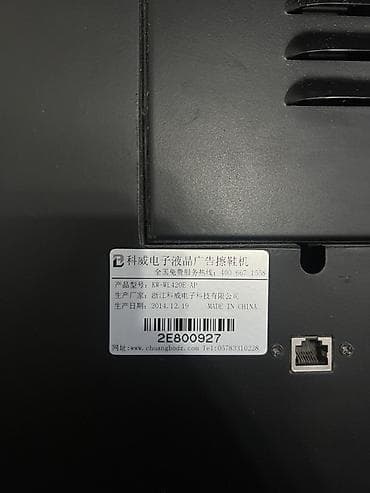 科威电子液晶广告擦鞋机
全国免费服务热线：400 667 1558
产品型号：KW-WL420E-AP
生产厂家：浙江科威电子科技有限公司
生产日期：2014.12.19 MADE IN CHINA
2E800927
网址:www.chuangbodz.com Tel:05783310228